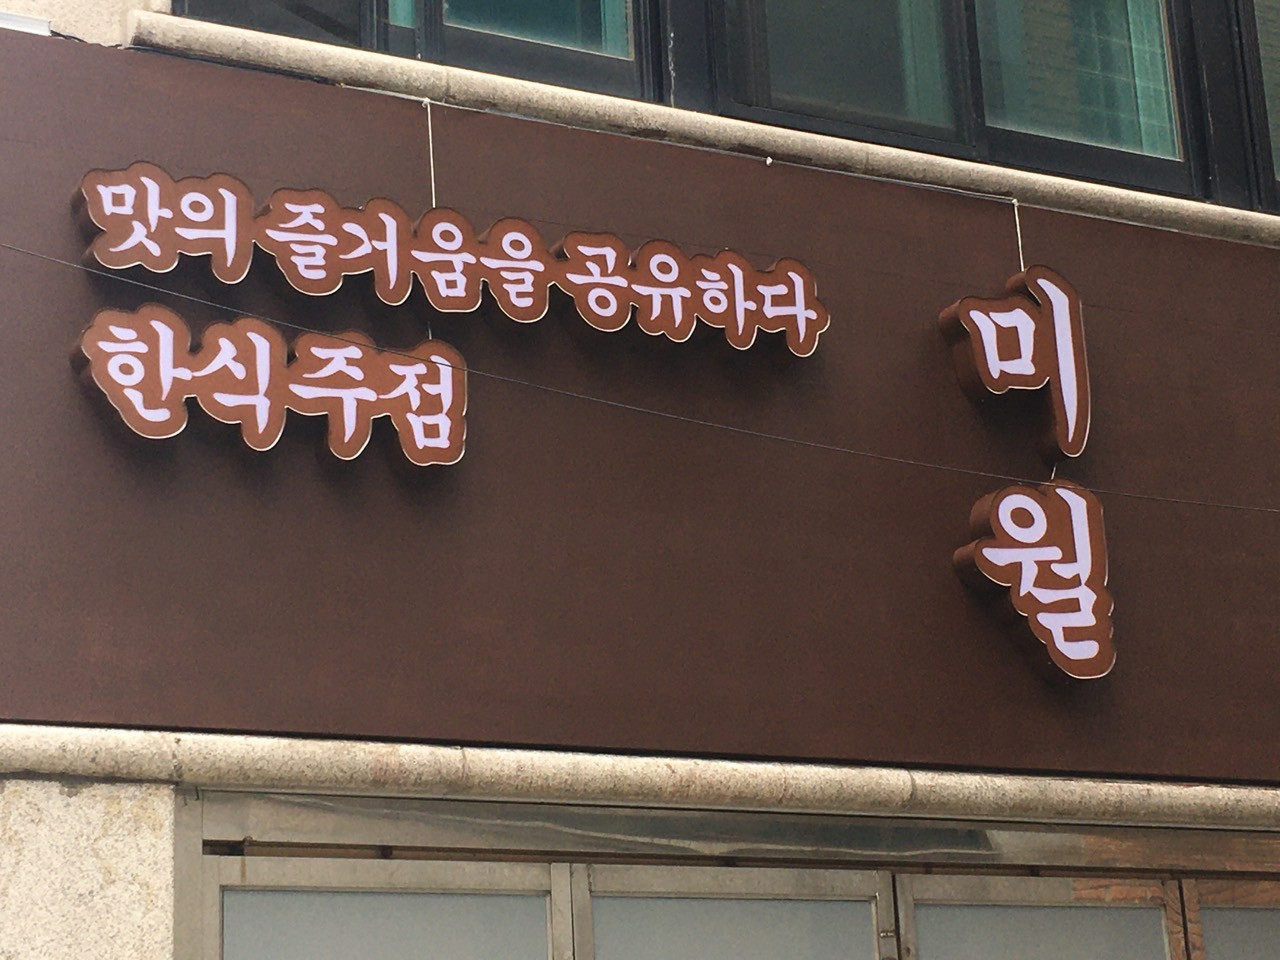 맛의 즐거움을 공유하다
한식주점
미월